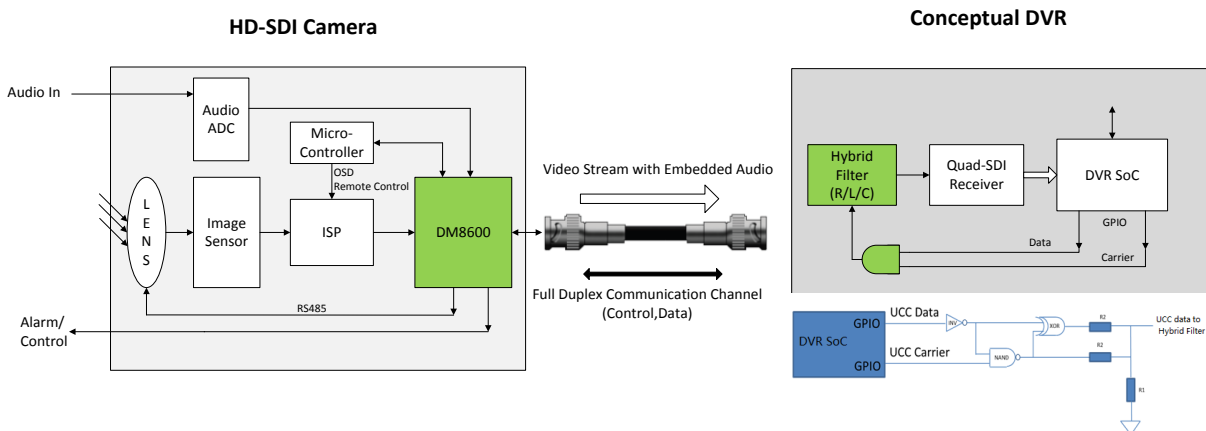 HD-SDI Camera
Conceptual DVR
Audio In
Audio
ADC
Micro-
Controller
OSD
Remote Control
LENS
Image
Sensor
ISP
DM8600
RS485
Alarm/
Control
Video Stream with Embedded Audio
Full Duplex Communication Channel
(Control,Data)
Hybrid
Filter
(R/L/C)
Quad-SDI
Receiver
DVR SoC
GPIO
Data
Carrier
DVR SoC
GPIO
UCC Data
INV
XOR
R2
UCC data to
Hybrid Filter
UCC Carrier
GPIO
NAND
R2
R1